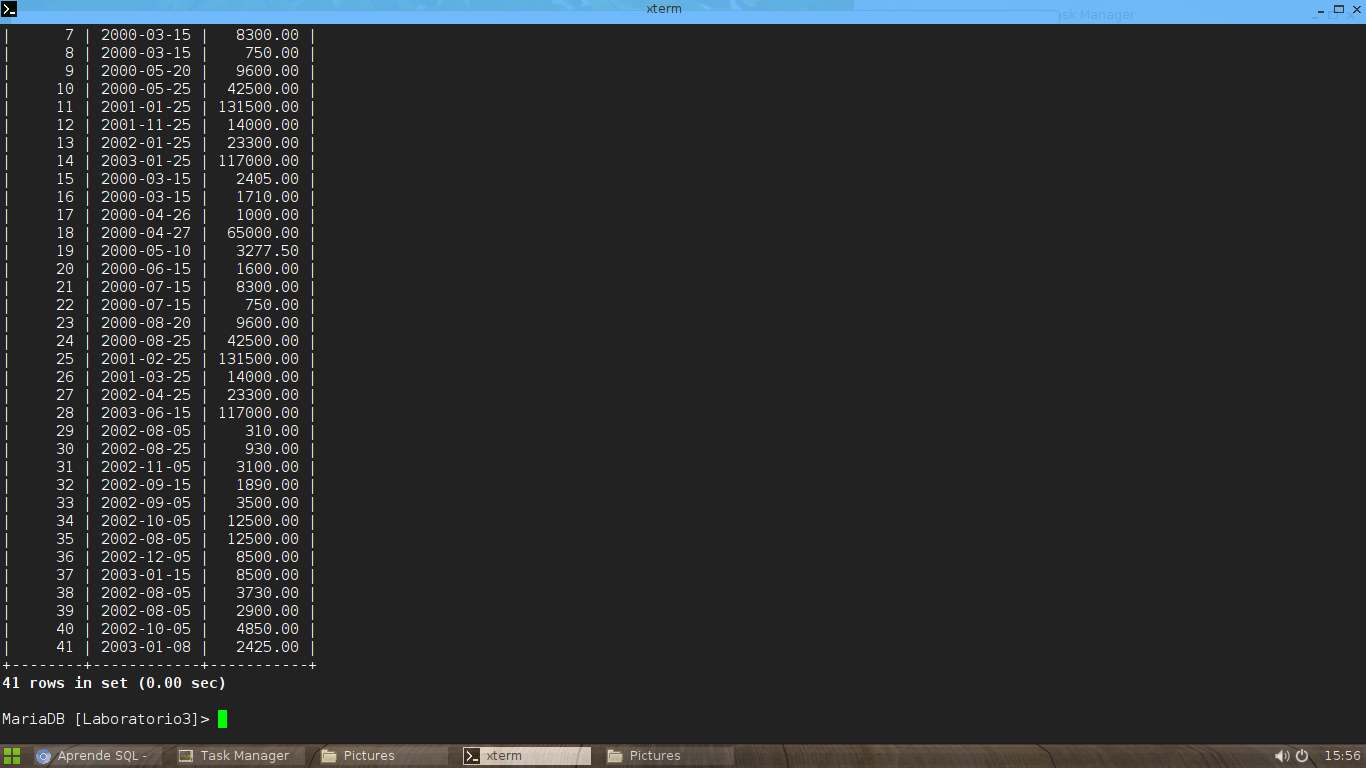 xterm
ask Manager
|      7 | 2000-03-15 |   8300.00 |
|      8 | 2000-03-15 |    750.00 |
|      9 | 2000-05-20 |   9600.00 |
|     10 | 2000-05-25 |  42500.00 |
|     11 | 2001-01-25 | 131500.00 |
|     12 | 2001-11-25 |  14000.00 |
|     13 | 2002-01-25 |  23300.00 |
|     14 | 2003-01-25 | 117000.00 |
|     15 | 2000-03-15 |   2405.00 |
|     16 | 2000-03-15 |   1710.00 |
|     17 | 2000-04-26 |   1000.00 |
|     18 | 2000-04-27 |  65000.00 |
|     19 | 2000-05-10 |   3277.50 |
|     20 | 2000-06-15 |   1600.00 |
|     21 | 2000-07-15 |   8300.00 |
|     22 | 2000-07-15 |    750.00 |
|     23 | 2000-08-20 |   9600.00 |
|     24 | 2000-08-25 |  42500.00 |
|     25 | 2001-02-25 | 131500.00 |
|     26 | 2001-03-25 |  14000.00 |
|     27 | 2002-04-25 |  23300.00 |
|     28 | 2003-06-15 | 117000.00 |
|     29 | 2002-08-05 |    310.00 |
|     30 | 2002-08-25 |    930.00 |
|     31 | 2002-11-05 |   3100.00 |
|     32 | 2002-09-15 |   1890.00 |
|     33 | 2002-09-05 |   3500.00 |
|     34 | 2002-10-05 |  12500.00 |
|     35 | 2002-08-05 |  12500.00 |
|     36 | 2002-12-05 |   8500.00 |
|     37 | 2003-01-15 |   8500.00 |
|     38 | 2002-08-05 |   3730.00 |
|     39 | 2002-08-05 |   2900.00 |
|     40 | 2002-10-05 |   4850.00 |
|     41 | 2003-01-08 |   2425.00 |
+--------+------------+-----------+
41 rows in set (0.00 sec)
MariaDB [Laboratorio3]>
Aprende SQL - Task Manager Pictures xterm Pictures 15:56